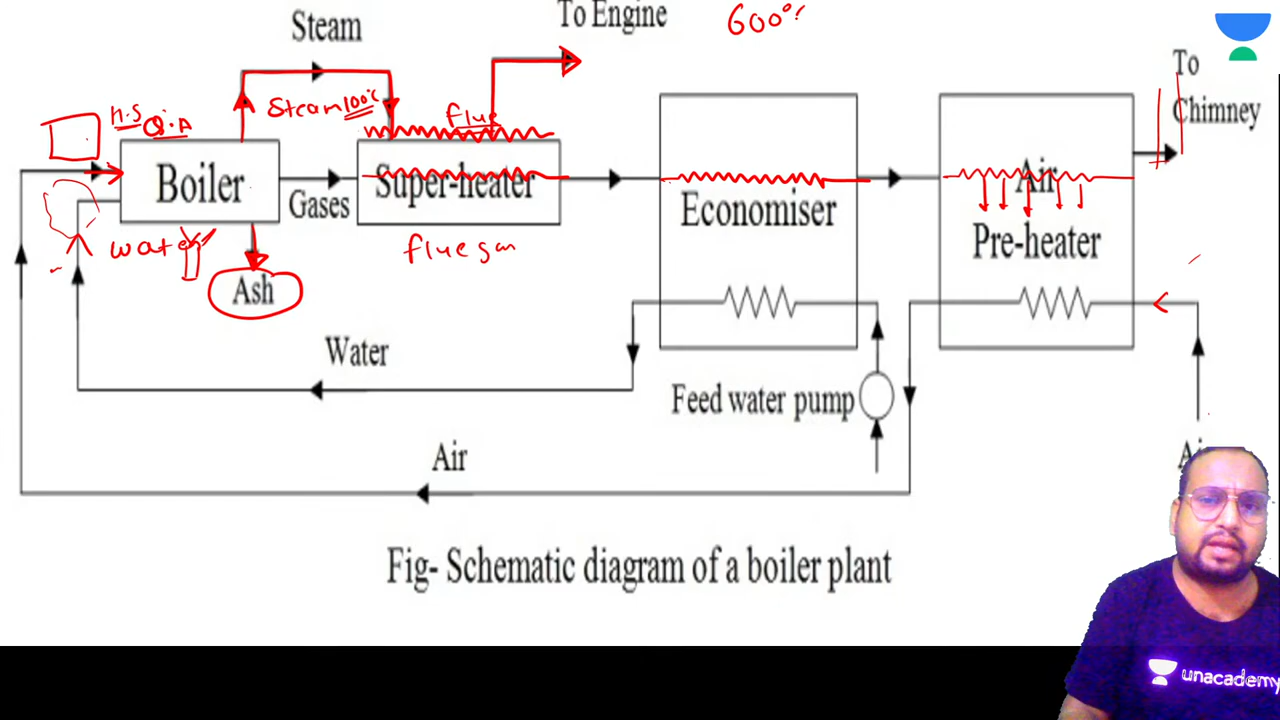 To Engine
600°
Steam
To
Chimney
H.S
Q.A
Steam 100°C
flue
Boiler
Gases
Super-heater
Economiser
Air
Pre-heater
water
flue gas
Ash
Water
Feed water pump
Air
Fig- Schematic diagram of a boiler plant
unacademy